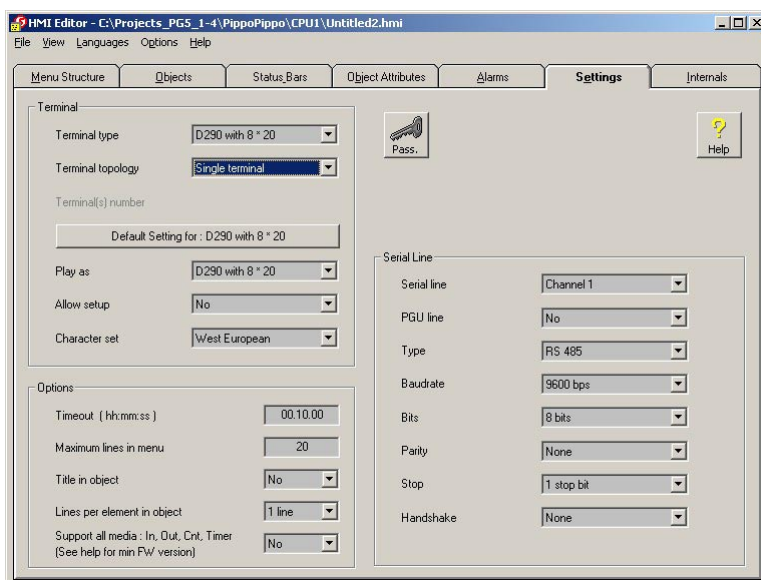 HMI Editor - C:\Projects_PG5_1-4\PippoPippo\CPU1\Untitled2.hmi
File View Languages Options Help
Menu Structure Objects Status Bars Object Attributes Alarms Settings Internals
Terminal
Terminal type D290 with 8 * 20
Terminal topology Single terminal
Terminal(s) number
Default Setting for : D290 with 8 * 20
Play as D290 with 8 * 20
Allow setup No
Character set West European
Pass.
?
Help
Options
Timeout ( hh:mm:ss ) 00.10.00
Maximum lines in menu 20
Title in object No
Lines per element in object 1 line
Support all media : In, Out, Cnt, Timer
(See help for min FW version) No
Serial Line
Serial line Channel 1
PGU line No
Type RS 485
Baudrate 9600 bps
Bits 8 bits
Parity None
Stop 1 stop bit
Handshake None